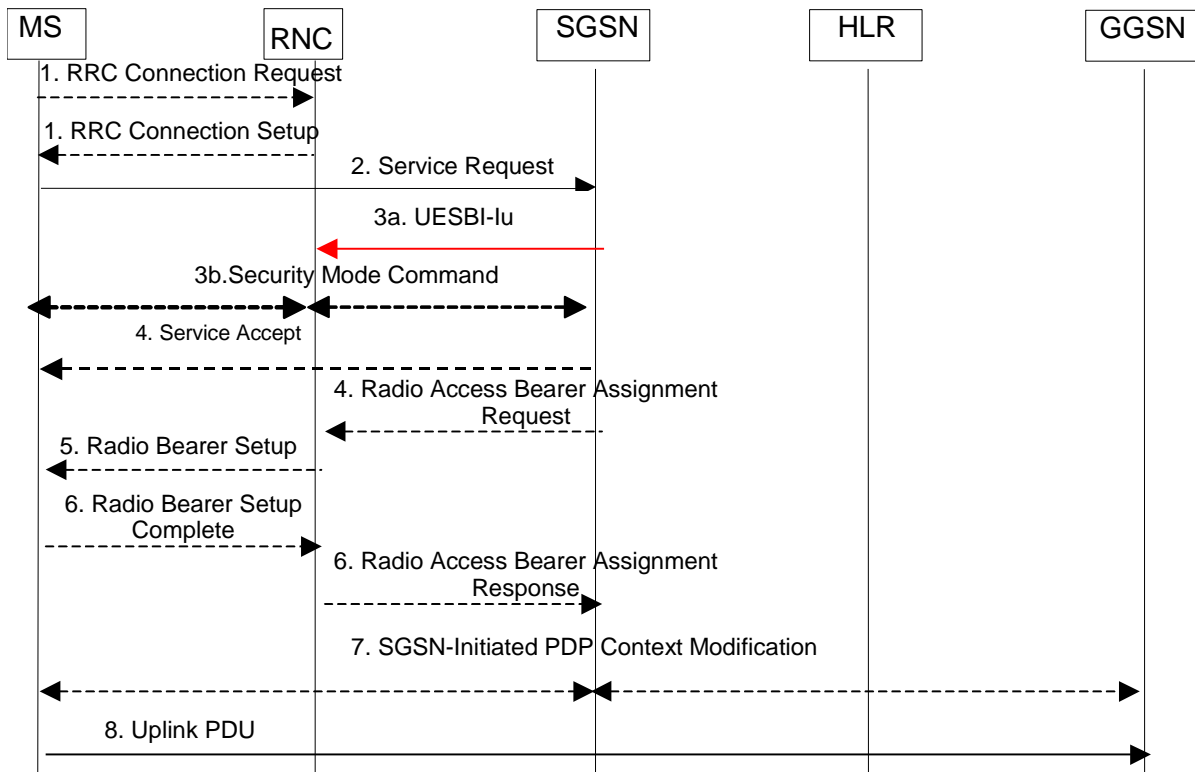 MS
RNC
SGSN
HLR
GGSN
1. RRC Connection Request
1. RRC Connection Setup
2. Service Request
3a. UESBI-Iu
3b.Security Mode Command
4. Service Accept
4. Radio Access Bearer Assignment
Request
5. Radio Bearer Setup
6. Radio Bearer Setup
Complete
6. Radio Access Bearer Assignment
Response
7. SGSN-Initiated PDP Context Modification
8. Uplink PDU